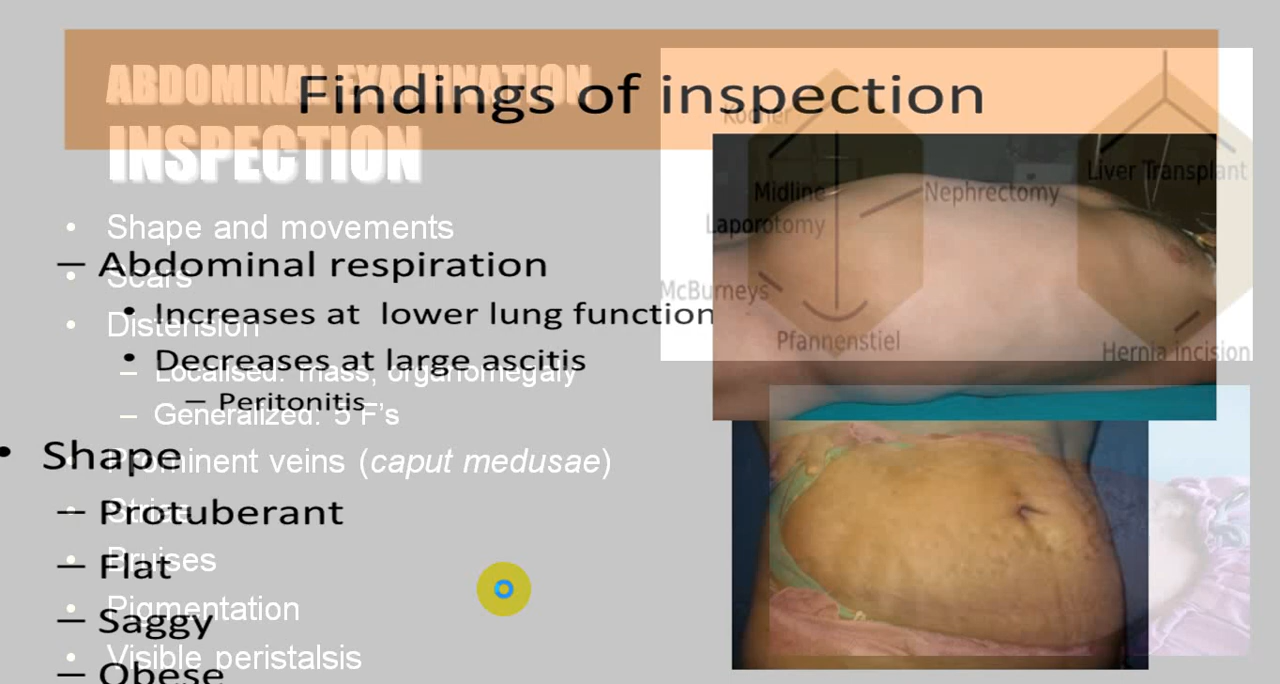 ABDOMINAL EXAMINATION
INSPECTION
• Shape and movements
• Scars
• Distension
– Localised: mass, organomegaly
– Generalized: 5 F’s
• Prominent veins (caput medusae)
• Striae
• Bruises
• Pigmentation
• Visible peristalsis
Findings of inspection
– Abdominal respiration
• Increases at lower lung function
• Decreases at large ascitis
– Peritonitis
• Shape
– Protuberant
– Flat
– Saggy
– Obese
Kocher
Midline
Laporotomy
Nephrectomy
McBurneys
Pfannenstiel
Liver Transplant
Hernia incision